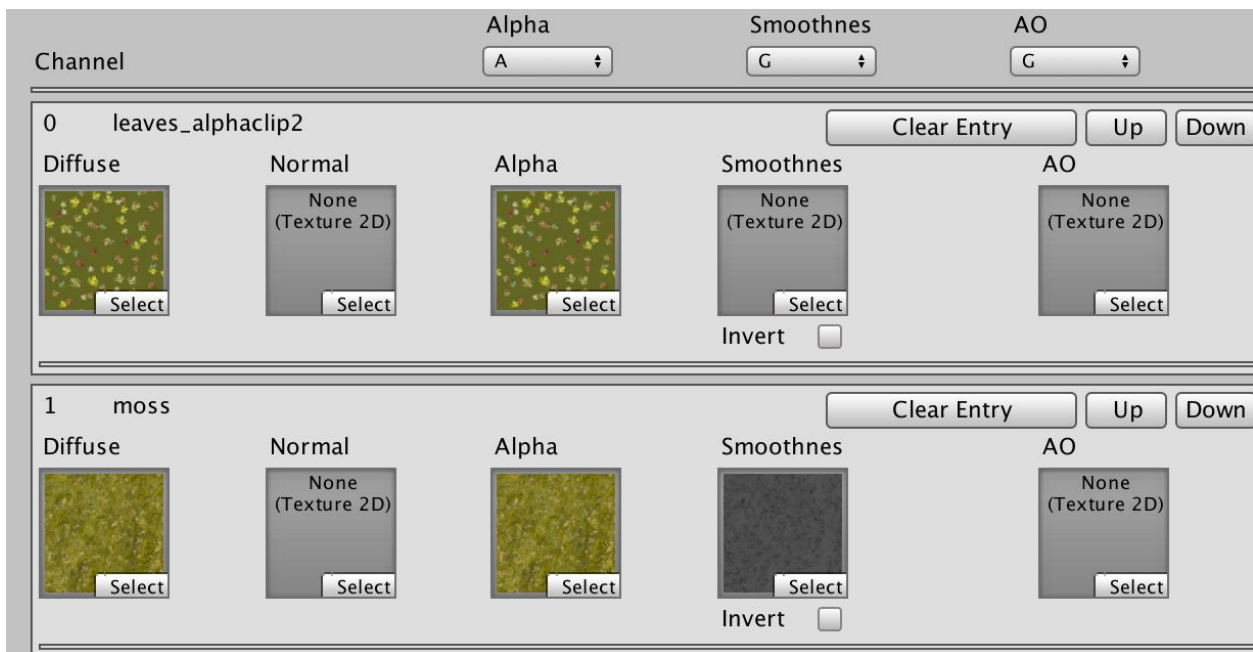 Alpha Smoothnes AO
Channel A G G
0 leaves_alphaclip2 Clear Entry Up Down
Diffuse Normal Alpha Smoothnes AO
None None None
(Texture 2D) (Texture 2D) (Texture 2D)
Select Select Select Select Select
Invert
1 moss Clear Entry Up Down
Diffuse Normal Alpha Smoothnes AO
None None
(Texture 2D) (Texture 2D)
Select Select Select Select Select
Invert